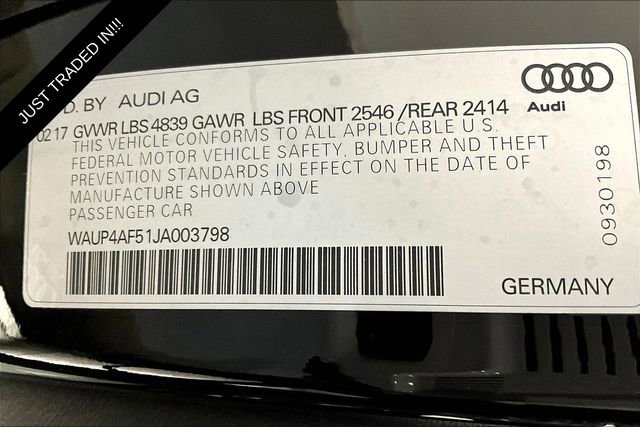 JUST TRADED IN!!!
D. BY AUDI AG
Audi
0217 GVWR LBS 4839 GAWR LBS FRONT 2546 /REAR 2414
THIS VEHICLE CONFORMS TO ALL APPLICABLE U.S.
FEDERAL MOTOR VEHICLE SAFETY, BUMPER AND THEFT
PREVENTION STANDARDS IN EFFECT ON THE DATE OF
MANUFACTURE SHOWN ABOVE
PASSENGER CAR
WAUP4AF51JA003798
0930198
GERMANY